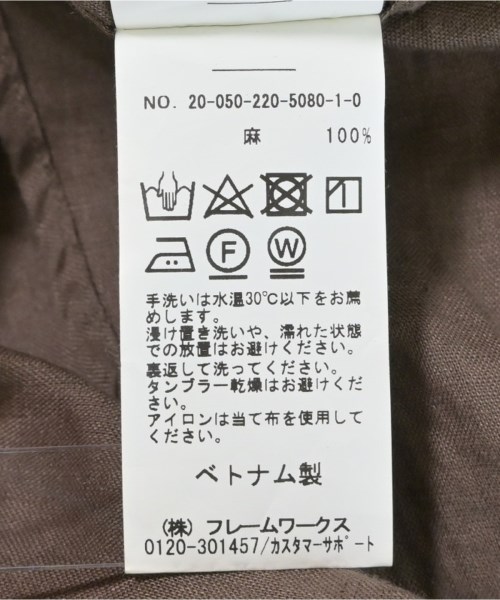 NO. 20-050-220-5080-1-0
麻 100%
F W
手洗いは水温30℃以下をお薦
めします。
浸け置き洗いや、濡れた状態
での放置はお避けください。
裏返して洗ってください。
タンブラー乾燥はお避けくだ
さい。
アイロンは当て布を使用して
ください。
ベトナム製
(株) フレームワークス
0120-301457/カスタマーサポート